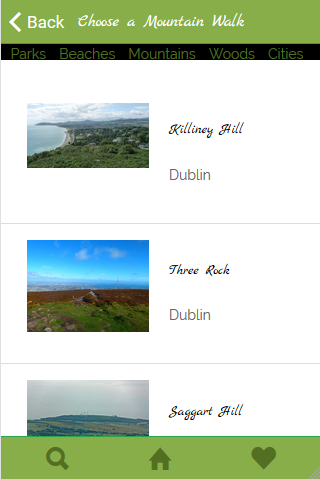 Back Choose a Mountain Walk
Parks Beaches Mountains Woods Cities
Killiney Hill
Dublin
Three Rock
Dublin
Saggart Hill